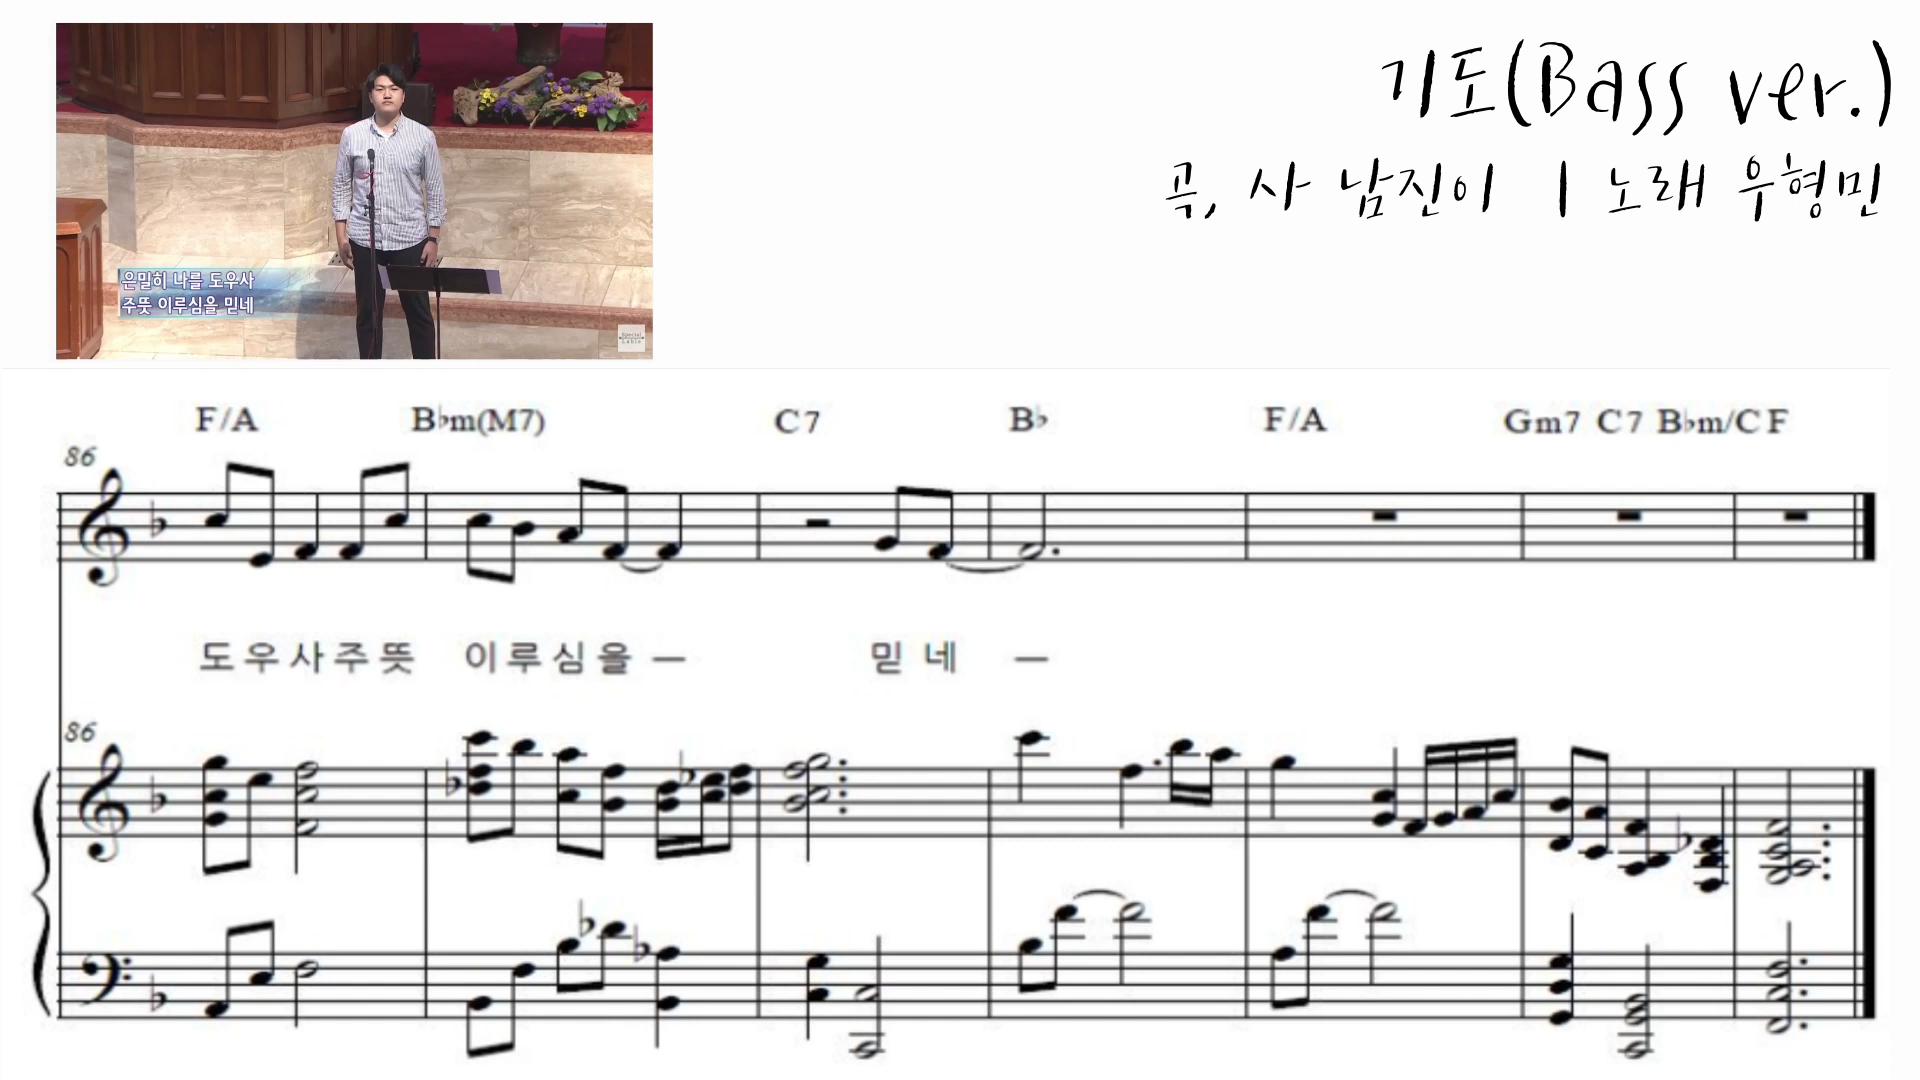 기도(Bass ver.)
곡, 사 남진이 | 노래 우형민
은밀히 나를 도우사
주뜻 이루심을 믿네
F/A B♭m(M7) C7 B♭ F/A Gm7 C7 B♭m/C F
86
도우사주뜻 이루심을 — 믿네 —
86